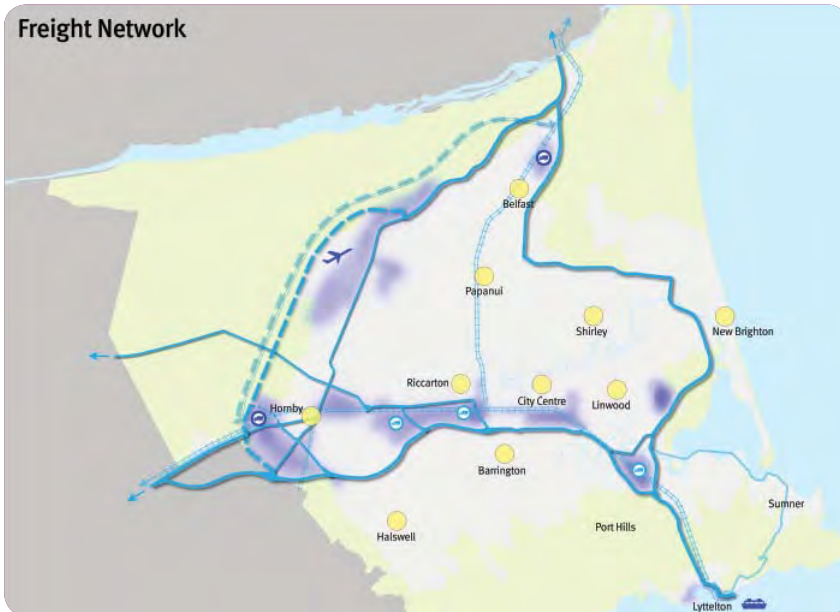 Freight Network
Belfast
Papanui
Shirley
New Brighton
Riccarton
City Centre
Linwood
Hornby
Barrington
Sumner
Halswell
Port Hills
Lyttelton